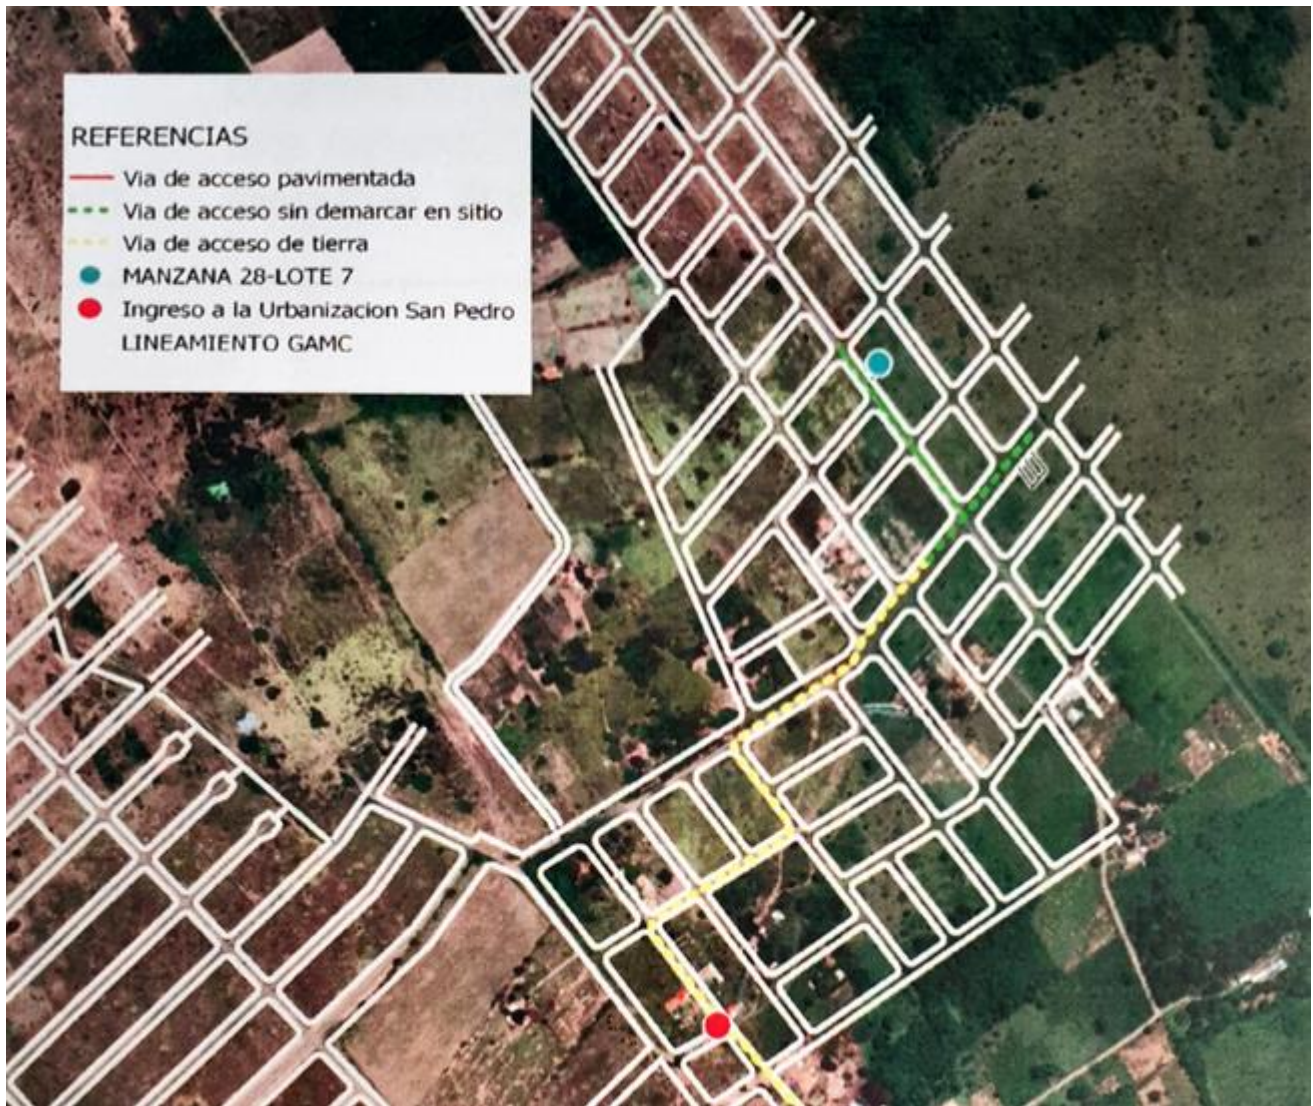 REFERENCIAS
Via de acceso pavimentada
Via de acceso sin demarcar en sitio
Via de acceso de tierra
MANZANA 28-LOTE 7
Ingreso a la Urbanizacion San Pedro
LINEAMIENTO GAMC